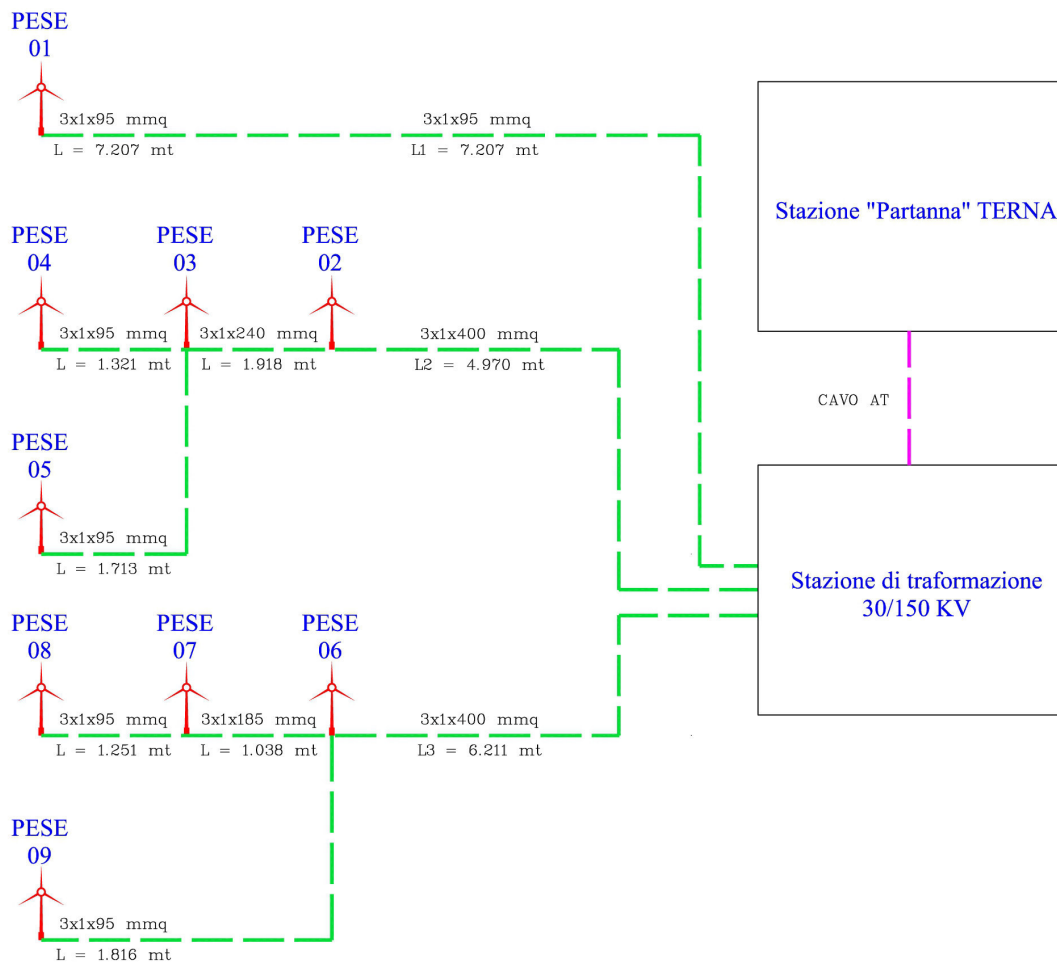 PESE
01
3x1x95 mmq
3x1x95 mmq
L = 7.207 mt
L1 = 7.207 mt
Stazione "Partanna" TERNA
PESE
04
PESE
03
PESE
02
3x1x95 mmq
3x1x240 mmq
3x1x400 mmq
L = 1.321 mt
L = 1.918 mt
L2 = 4.970 mt
CAVO AT
PESE
05
3x1x95 mmq
L = 1.713 mt
Stazione di traformazione
30/150 KV
PESE
08
PESE
07
PESE
06
3x1x95 mmq
3x1x185 mmq
3x1x400 mmq
L = 1.251 mt
L = 1.038 mt
L3 = 6.211 mt
PESE
09
3x1x95 mmq
L = 1.816 mt